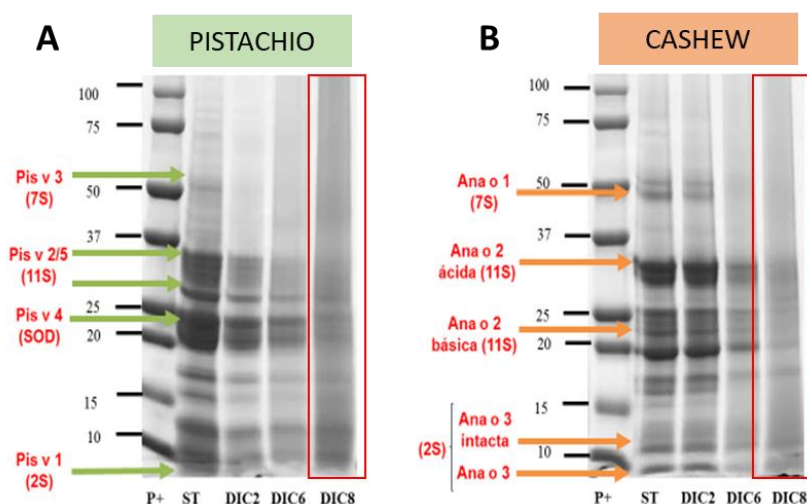 A
PISTACHIO
100
75
Pis v 3
(7S)
50
37
Pis v 2/5
(11S)
25
Pis v 4
(SOD)
20
15
10
Pis v 1
(2S)
P+ ST DIC2 DIC6 DIC8
B
CASHEW
100
75
Ana o 1
(7S)
50
37
Ana o 2
ácida (11S)
25
Ana o 2
básica (11S)
20
15
(2S)
Ana o 3
intacta
10
Ana o 3
P+ ST DIC2 DIC6 DIC8